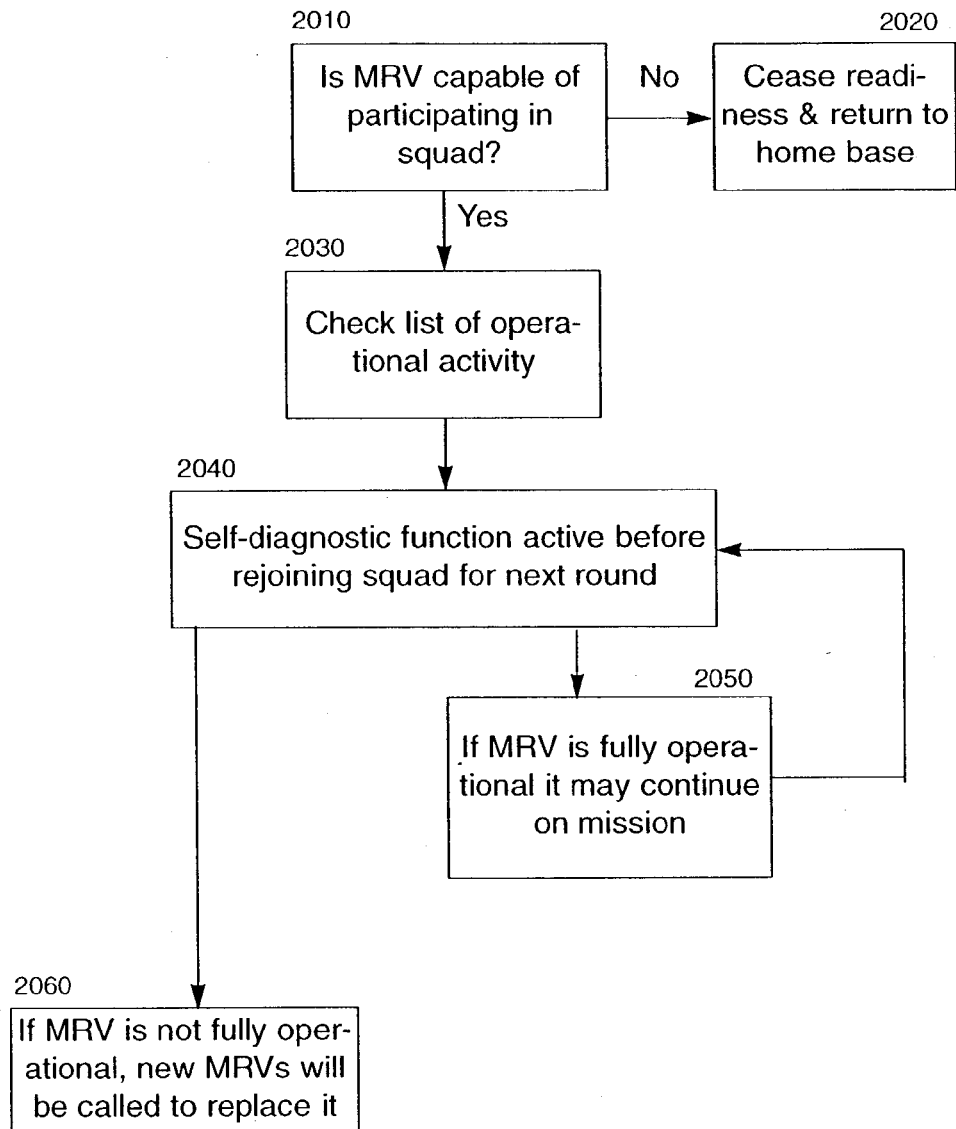 2010
Is MRV capable of
participating in
squad?
No
2020
Cease readi-
ness & return to
home base
Yes
2030
Check list of opera-
tional activity
2040
Self-diagnostic function active before
rejoining squad for next round
2050
If MRV is fully opera-
tional it may continue
on mission
2060
If MRV is not fully oper-
ational, new MRVs will
be called to replace it